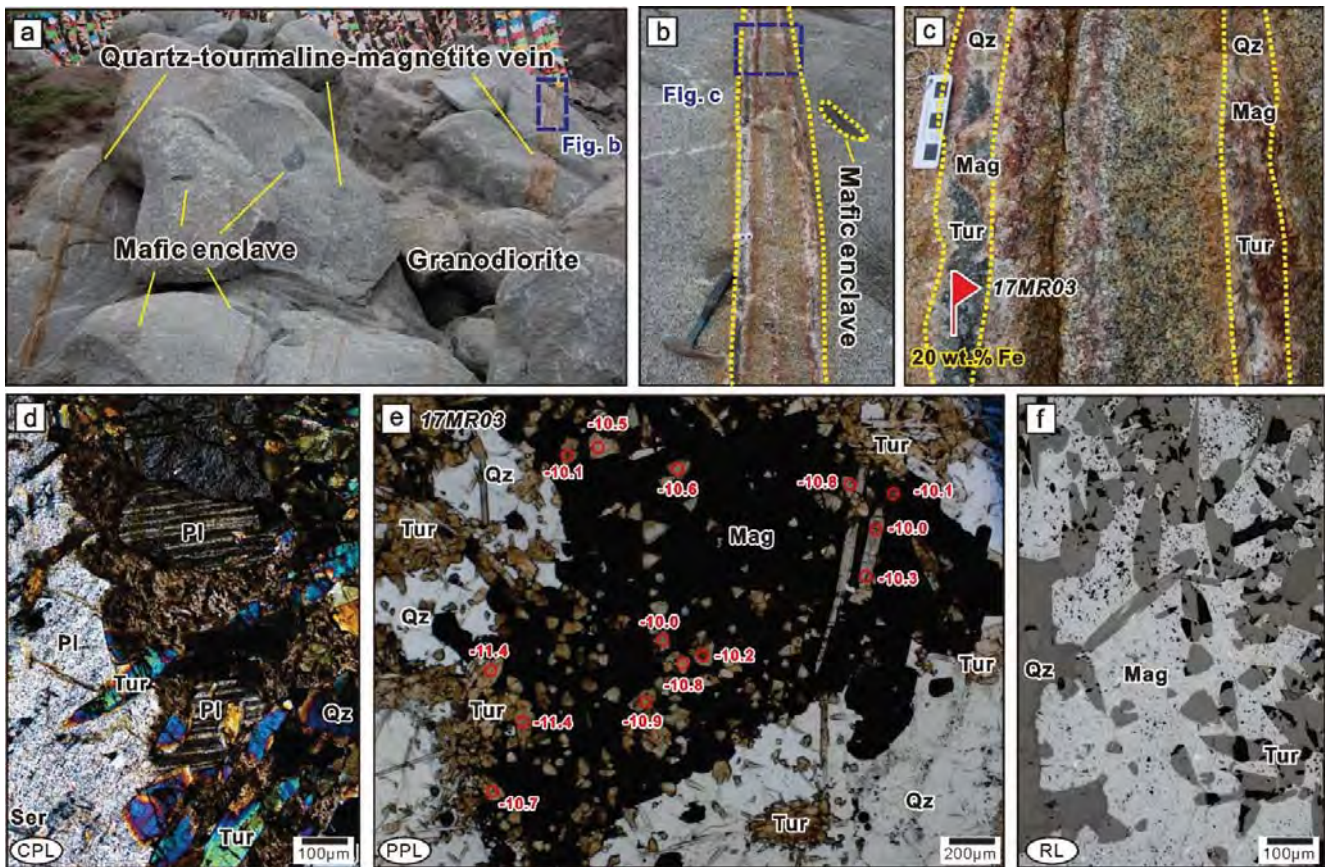 a
Quartz-tourmaline-magnetite vein
Fig. b
Mafic enclave
Granodiorite
b
FIg. c
Mafic enclave
c
Qz
Qz
Mag
Mag
Tur
Tur
17MR03
20 wt.% Fe
d
Pl
Pl
Tur
Pl
Qz
Ser
Tur
CPL
100μm
e
17MR03
-10.5
Tur
Qz
-10.1
-10.6
-10.8
-10.1
Tur
Mag
-10.0
-10.3
Qz
-10.0
-11.4
-10.2
Tur
-10.8
Tur
-10.9
-11.4
-10.7
Qz
Tur
PPL
200μm
f
Qz
Mag
Tur
RL
100μm